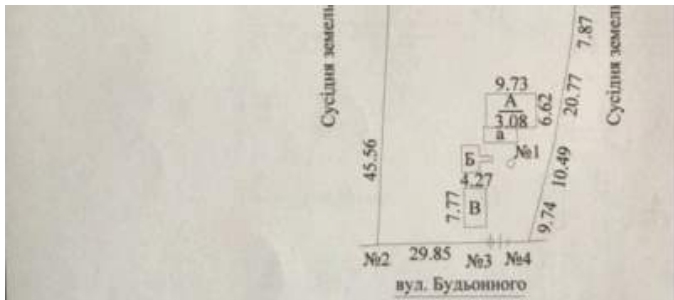 7.87
Сусідня земель
Сусідня земел
9.73
А
3.08
6.62
20.77
а
№1
Б
4.27
45.56
10.49
7.77
В
9.74
№2
29.85
№3
№4
вул. Будьонного